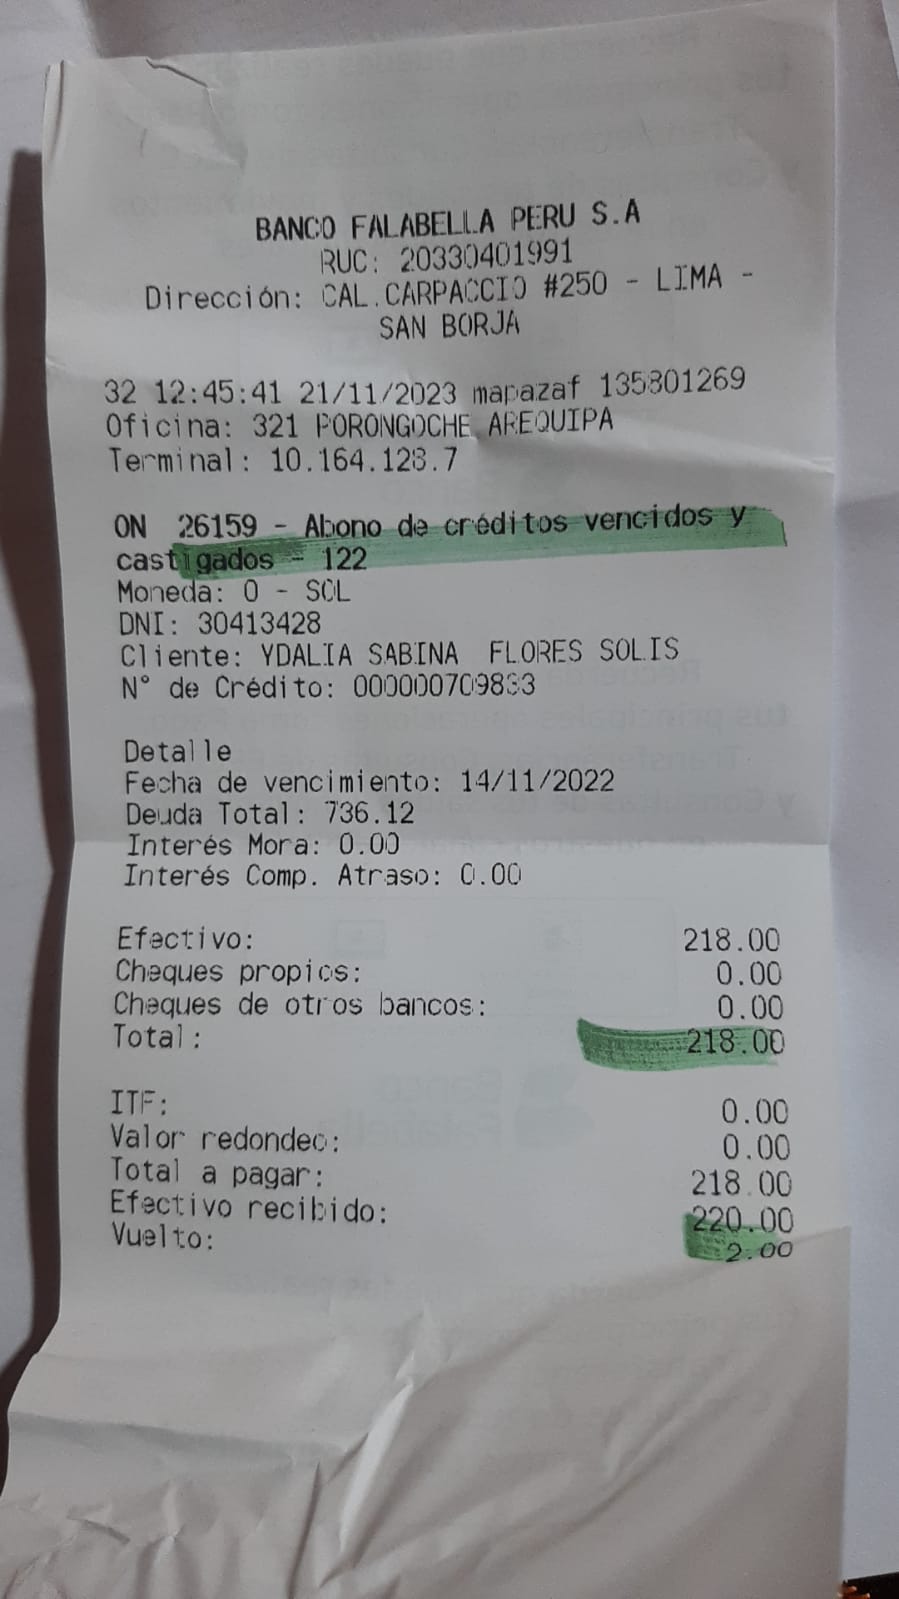 BANCO FALABELLA PERU S.A
RUC: 20330401991
Dirección: CAL.CARPACCIO #250 - LIMA -
SAN BORJA
32 12:45:41 21/11/2023 mapazaf 135801269
Oficina: 321 PORONGOCHE AREQUIPA
Terminal: 10.164.128.7
ON 26159 - Abono de créditos vencidos y
castigados - 122
Moneda: 0 - SOL
DNI: 30413428
Cliente: YDALIA SABINA FLORES SOLIS
N° de Crédito: 000000709833
Detalle
Fecha de vencimiento: 14/11/2022
Deuda Total: 736.12
Interés Mora: 0.00
Interés Comp. Atraso: 0.00
Efectivo: 218.00
Cheques propios: 0.00
Cheques de otros bancos: 0.00
Total: 218.00
ITF: 0.00
Valor redondeo: 0.00
Total a pagar: 218.00
Efectivo recibido: 220.00
Vuelto: 2.00